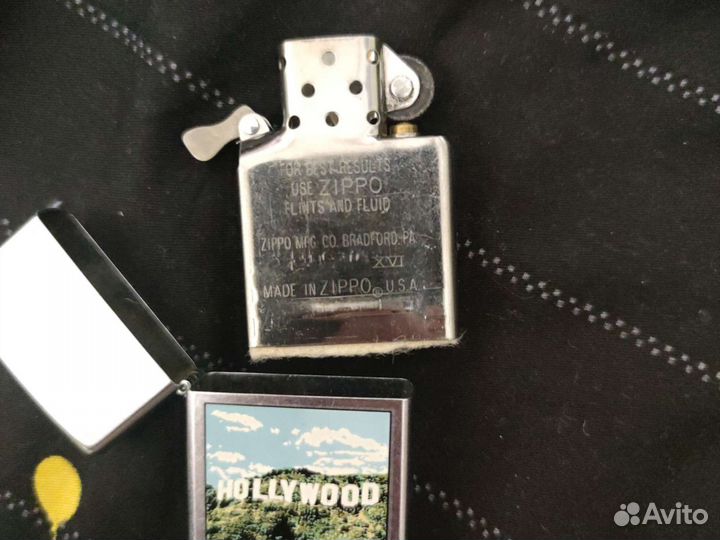 FOR BEST RESULTS
USE ZIPPO
FLINTS AND FLUID
ZIPPO MFG. CO. BRADFORD, PA
XVI
MADE IN ZIPPO® U.S.A.
HOLLYWOOD
Avito